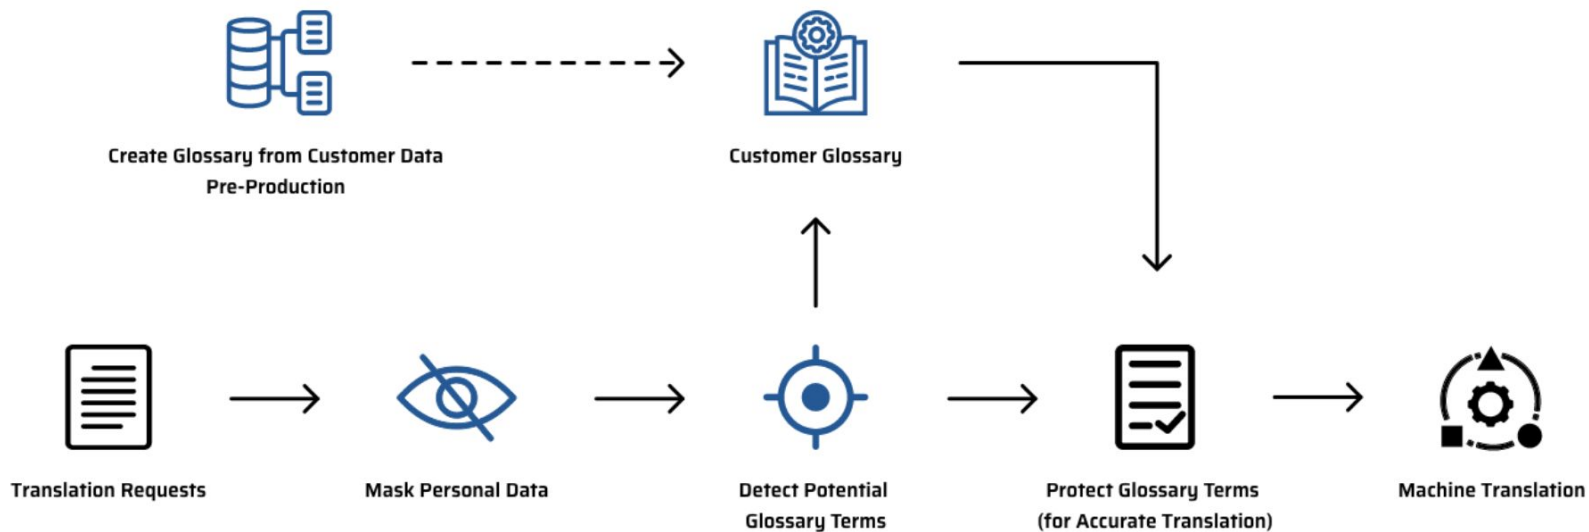 Create Glossary from Customer Data
Pre-Production
Customer Glossary
Translation Requests
Mask Personal Data
Detect Potential
Glossary Terms
Protect Glossary Terms
(for Accurate Translation)
Machine Translation